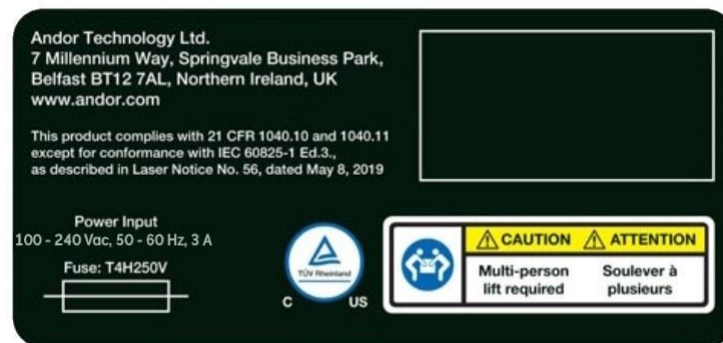 Andor Technology Ltd.
7 Millennium Way, Springvale Business Park,
Belfast BT12 7AL, Northern Ireland, UK
www.andor.com
This product complies with 21 CFR 1040.10 and 1040.11
except for conformance with IEC 60825-1 Ed.3.,
as described in Laser Notice No. 56, dated May 8, 2019
Power Input
100 - 240 Vac, 50 - 60 Hz, 3 A
Fuse: T4H250V
TÜV Rheinland
C US
CAUTION ATTENTION
Multi-person Soulever à
lift required plusieurs